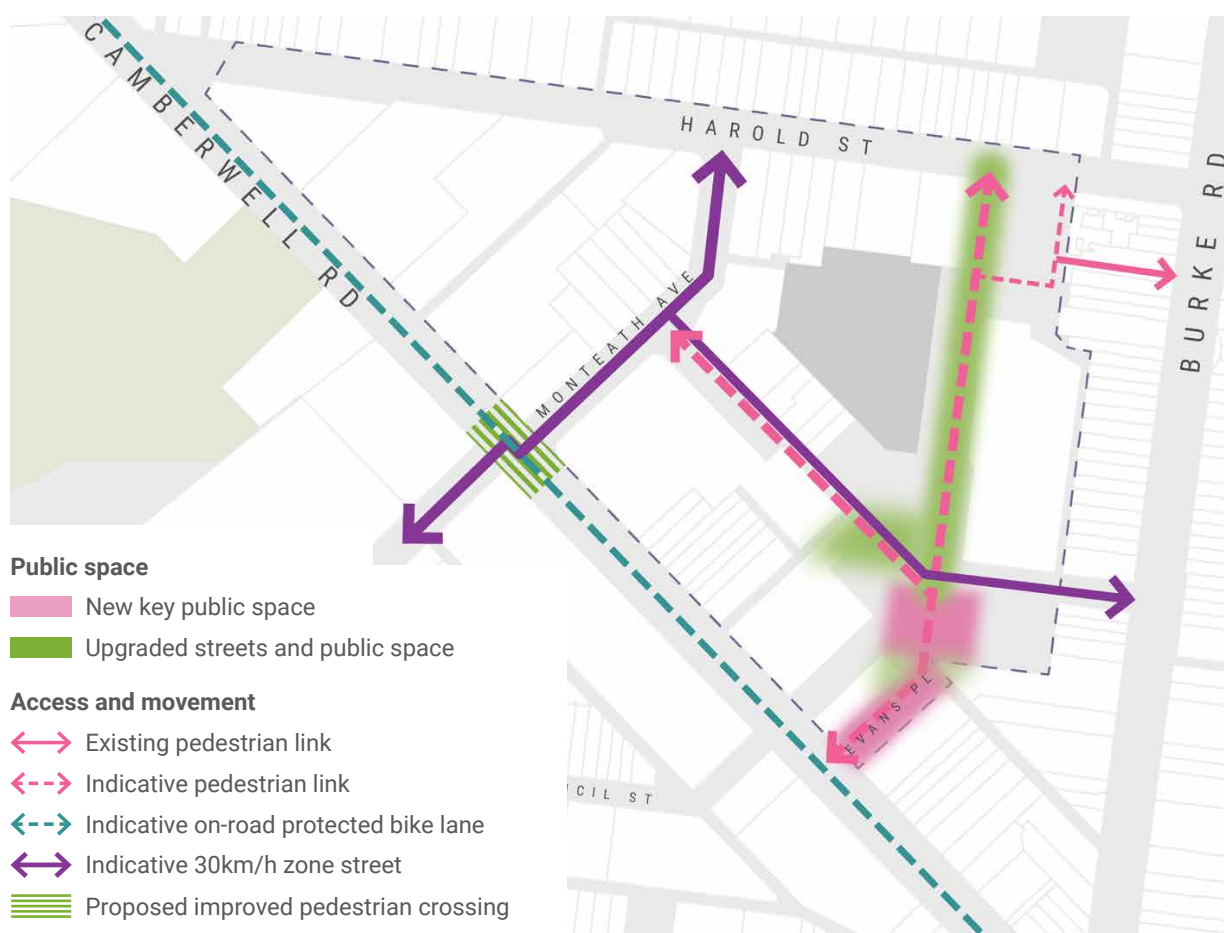 CAMBERWELL RD
HAROLD ST
BURKE RD
MONTEATH AVE
EVANS PL
CIL ST
Public space
New key public space
Upgraded streets and public space
Access and movement
Existing pedestrian link
Indicative pedestrian link
Indicative on-road protected bike lane
Indicative 30km/h zone street
Proposed improved pedestrian crossing